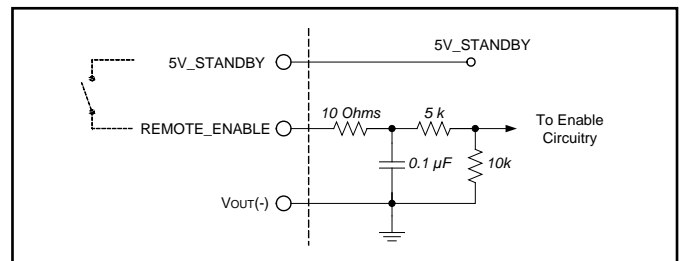 5V_STANDBY
5V_STANDBY
10 Ohms
5 k
To Enable
Circuitry
REMOTE_ENABLE
0.1 µF
10k
VOUT(-)